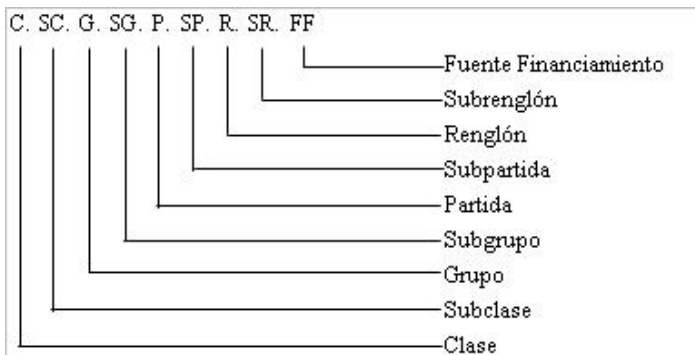 C. SC. G. SG. P. SP. R. SR. FF
Fuente Financiamiento
Subrenglón
Renglón
Subpartida
Partida
Subgrupo
Grupo
Subclase
Clase